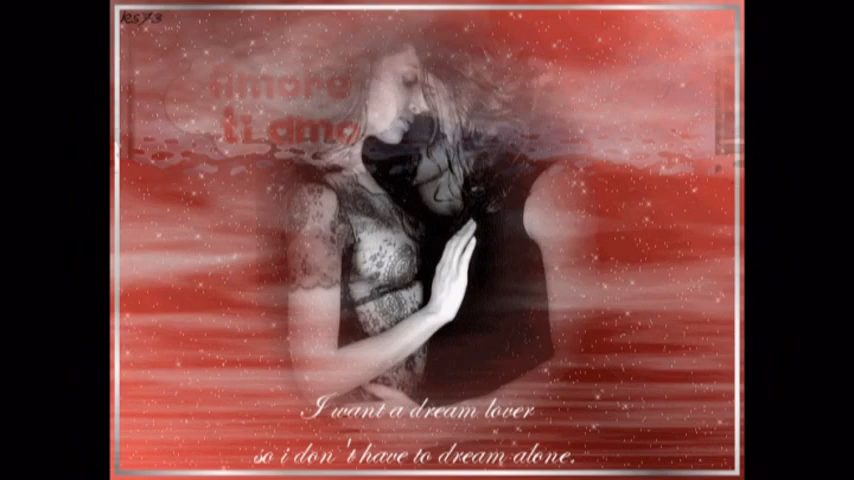 RS73
Amore
ti amo
I want a dream lover
so i don't have to dream alone.